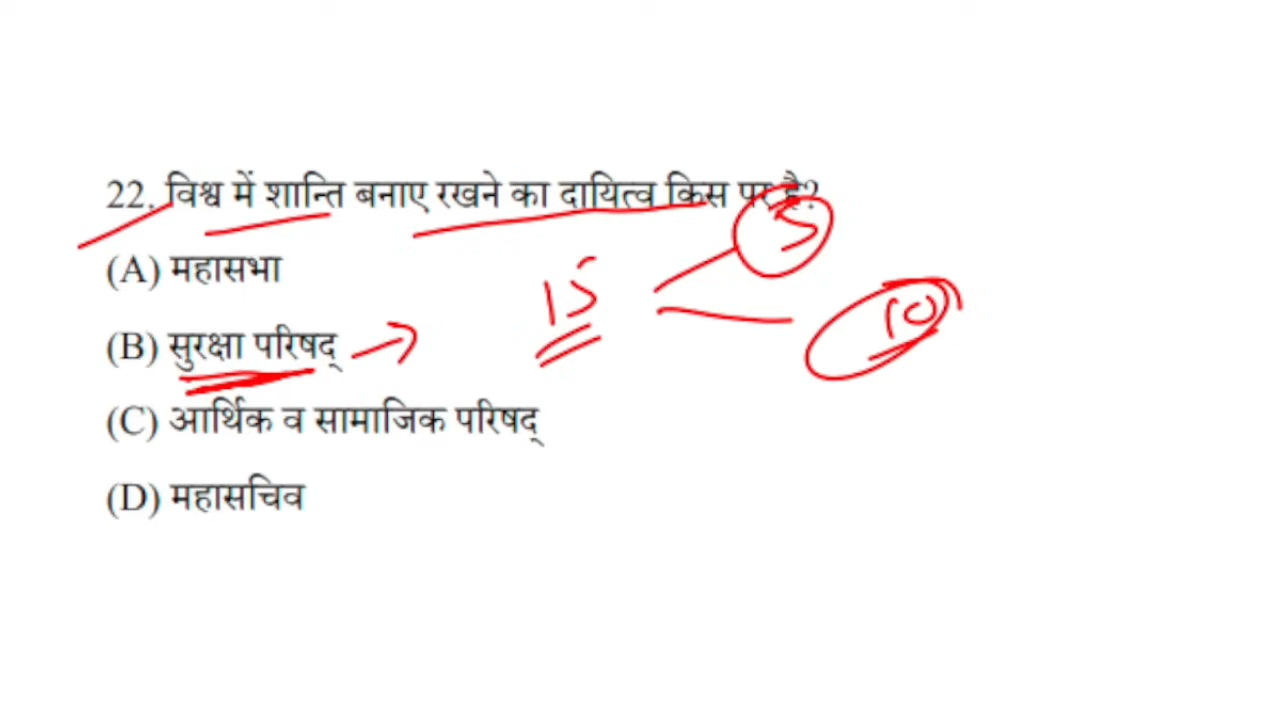 22. विश्व में शान्ति बनाए रखने का दायित्व किस पर है?
5
(A) महासभा
15
10
(B) सुरक्षा परिषद्
(C) आर्थिक व सामाजिक परिषद्
(D) महासचिव